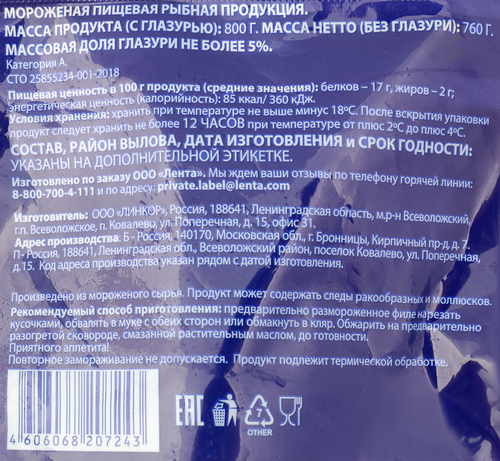 МОРОЖЕНАЯ ПИЩЕВАЯ РЫБНАЯ ПРОДУКЦИЯ.
МАССА ПРОДУКТА (С ГЛАЗУРЬЮ): 800 Г. МАССА НЕТТО (БЕЗ ГЛАЗУРИ): 760 Г.
МАССОВАЯ ДОЛЯ ГЛАЗУРИ НЕ БОЛЕЕ 5%.
Категория А.
СТО 25855234-001-2018
Пищевая ценность в 100 г продукта (средние значения): белков – 17 г, жиров – 2 г;
энергетическая ценность (калорийность): 85 ккал/ 360 кДж.
Условия хранения: хранить при температуре не выше минус 18°С. После вскрытия упаковки
продукт следует хранить не более 12 ЧАСОВ при температуре от плюс 2°С до плюс 4°С.
СОСТАВ, РАЙОН ВЫЛОВА, ДАТА ИЗГОТОВЛЕНИЯ и СРОК ГОДНОСТИ:
УКАЗАНЫ НА ДОПОЛНИТЕЛЬНОЙ ЭТИКЕТКЕ.
Изготовлено по заказу ООО «Лента». Мы ждем ваши отзывы по телефону горячей линии:
8-800-700-4-111 и по адресу: private.label@lenta.com
Изготовитель: ООО «ЛИНКОР», Россия, 188641, Ленинградская область, м.р-н Всеволожский,
г.п. Всеволожское, п. Ковалево, ул. Поперечная, д. 15, офис 31.
Адрес производства: Б - Россия, 140170, Московская обл., г. Бронницы, Кирпичный пр-д, д. 7.
П - Россия, 188641, Ленинградская обл., Всеволожский район, поселок Ковалево, ул. Поперечная,
д.15. Код адреса производства указан рядом с датой изготовления.
Произведено из мороженого сырья. Продукт может содержать следы ракообразных и моллюсков.
Рекомендуемый способ приготовления: предварительно размороженное филе нарезать
кусочками, обвалять в муке с обеих сторон или обмакнуть в кляр. Обжарить на предварительно
разогретой сковороде, смазанной растительным маслом, до готовности.
Приятного аппетита!
Повторное замораживание не допускается. Продукт подлежит термической обработке.
EAC 7
OTHER
4 606068 207243